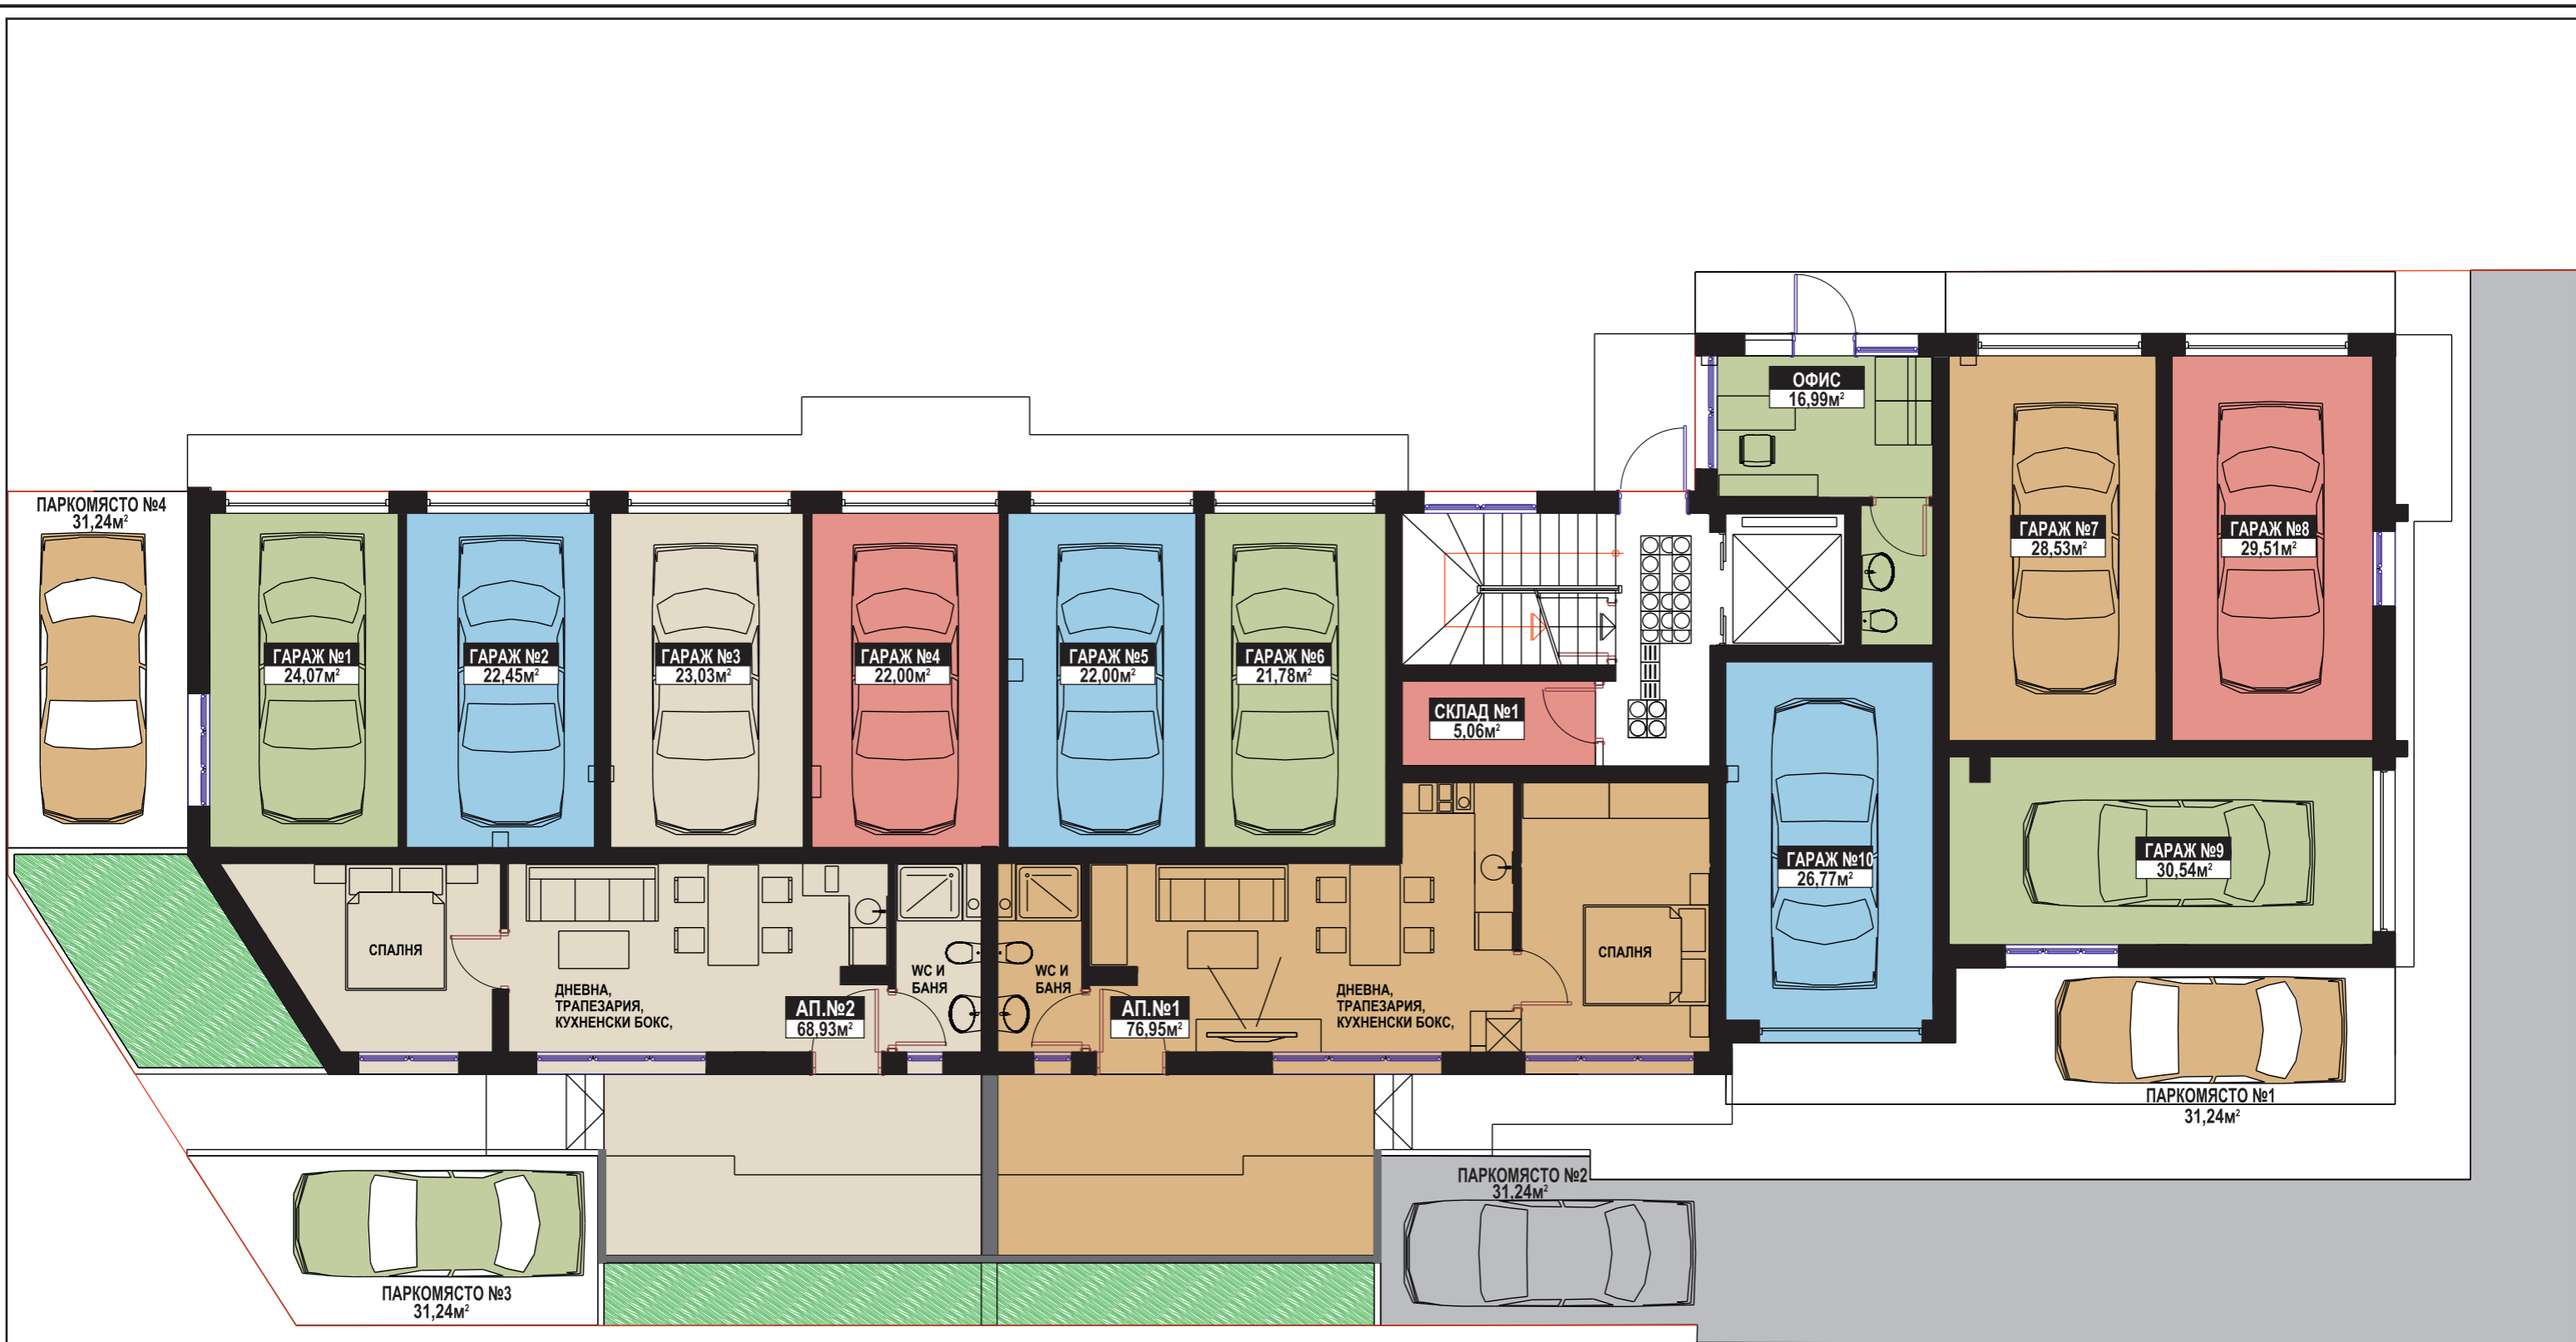 ОФИС
16,99м²
ПАРКОМЯСТО №4
31,24м²
ГАРАЖ №7
28,53м²
ГАРАЖ №8
29,51м²
ГАРАЖ №1
24,07м²
ГАРАЖ №2
22,45м²
ГАРАЖ №3
23,03м²
ГАРАЖ №4
22,00м²
ГАРАЖ №5
22,00м²
ГАРАЖ №6
21,78м²
СКЛАД №1
5,06м²
ГАРАЖ №10
26,77м²
ГАРАЖ №9
30,54м²
СПАЛНЯ
ДНЕВНА,
ТРАПЕЗАРИЯ,
КУХНЕНСКИ БОКС,
АП.№2
68,93м²
WC И
БАНЯ
WC И
БАНЯ
АП.№1
76,95м²
ДНЕВНА,
ТРАПЕЗАРИЯ,
КУХНЕНСКИ БОКС,
СПАЛНЯ
ПАРКОМЯСТО №1
31,24м²
ПАРКОМЯСТО №2
31,24м²
ПАРКОМЯСТО №3
31,24м²